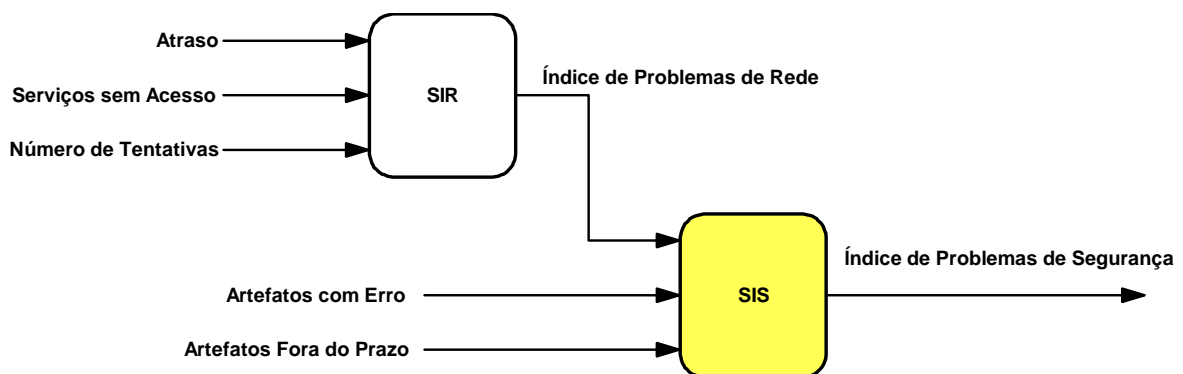 Atraso
Serviços sem Acesso
Número de Tentativas
SIR
Índice de Problemas de Rede
Artefatos com Erro
Artefatos Fora do Prazo
SIS
Índice de Problemas de Segurança